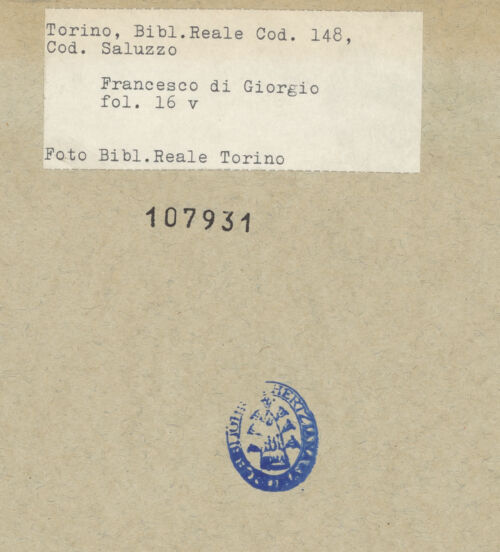 Torino, Bibl.Reale Cod. 148,
Cod. Saluzzo
Francesco di Giorgio
fol. 16 v
Foto Bibl.Reale Torino
107931